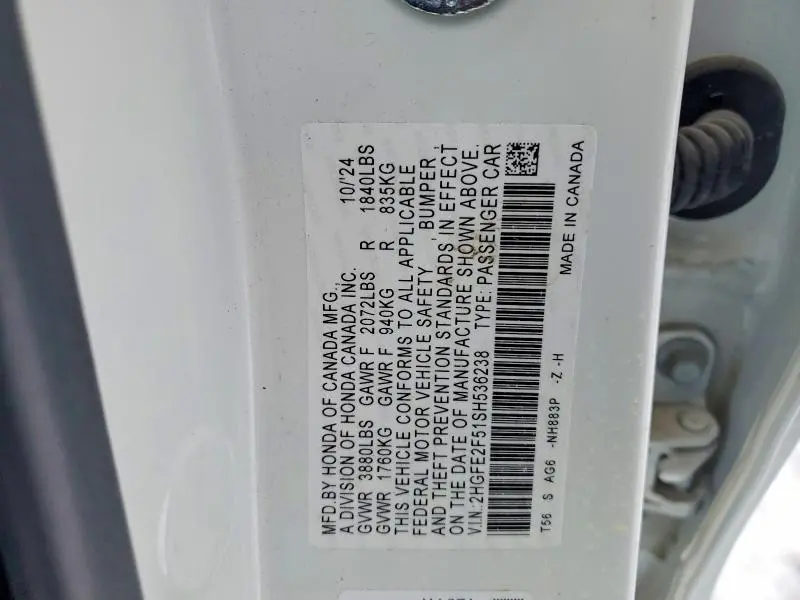 MFD.BY HONDA OF CANADA MFG., 10/'24
A DIVISION OF HONDA CANADA INC.
GVWR 3880LBS GAWR F 2072LBS R 1840LBS
GVWR 1760KG GAWR F 940KG R 835KG
THIS VEHICLE CONFORMS TO ALL APPLICABLE
FEDERAL MOTOR VEHICLE SAFETY , BUMPER ,
AND THEFT PREVENTION STANDARDS IN EFFECT
ON THE DATE OF MANUFACTURE SHOWN ABOVE.
V.I.N.: 2HGFE2F51SH536238 TYPE: PASSENGER CAR
T56 S AG6 -NH883P -Z -H
MADE IN CANADA